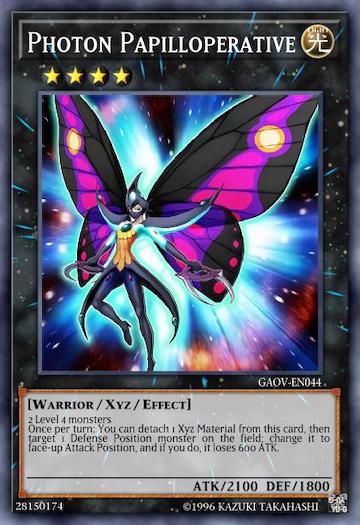 PHOTON PAPILLOPERATIVE
LIGHT
光
GAOV-EN044
[WARRIOR / XYZ / EFFECT]
2 Level 4 monsters
Once per turn: You can detach 1 Xyz Material from this card, then
target 1 Defense Position monster on the field; change it to
face-up Attack Position, and if you do, it loses 600 ATK.
ATK/2100 DEF/1800
28150174
©1996 KAZUKI TAKAHASHI